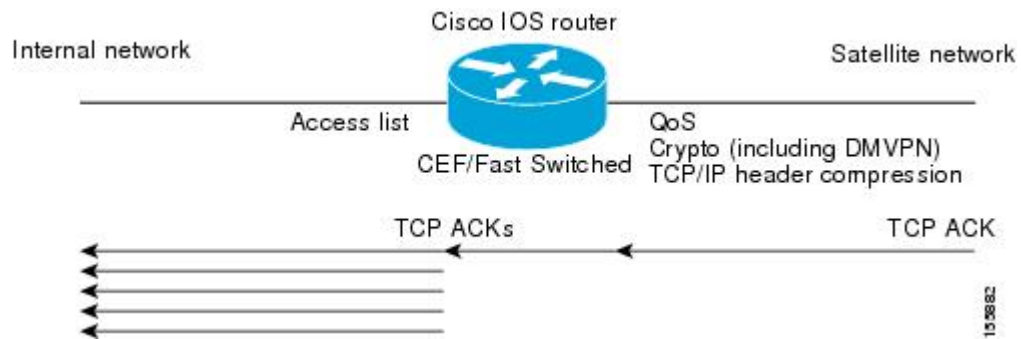 Cisco IOS router
Internal network
Satellite network
Access list
QoS
Crypto (including DMVPN)
CEF/Fast Switched
TCP/IP header compression
TCP ACKs
TCP ACK
155882